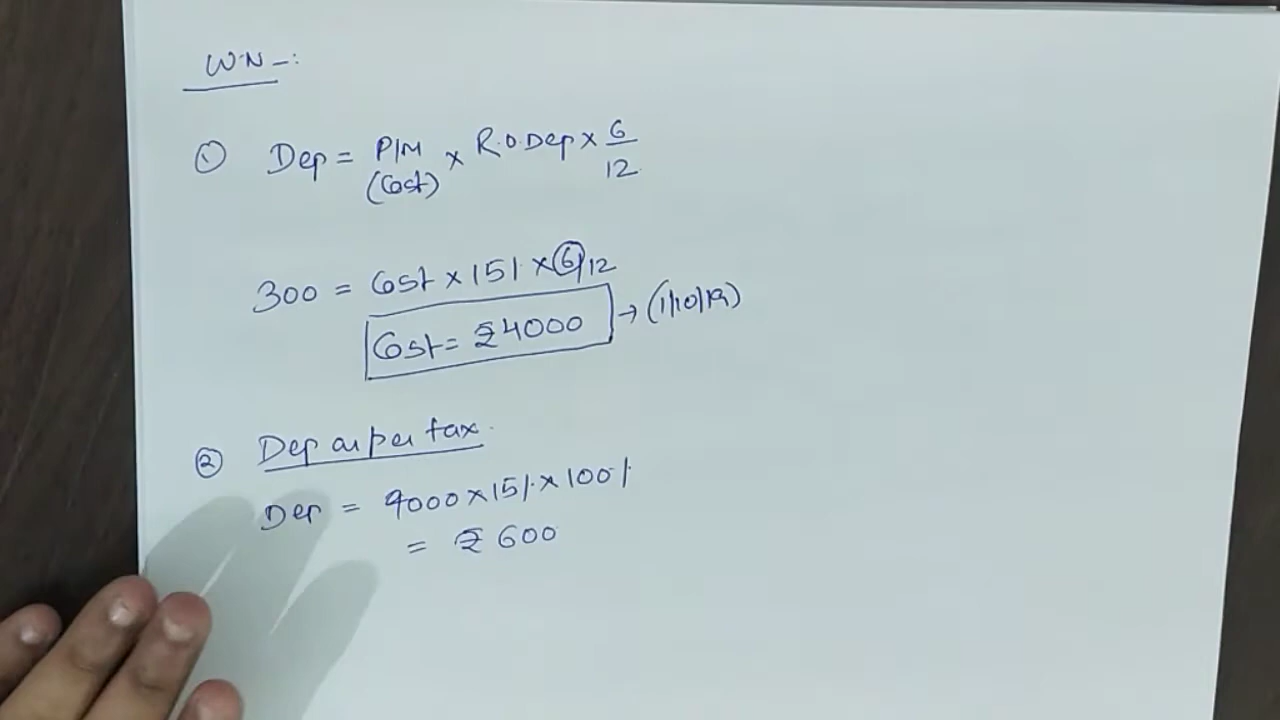 W.N-:
① Dep = P/M (Cost) × R.O.Dep × 6/12
300 = Cost × 15% × 6/12
Cost = ₹4000 → (1/10/19)
② Dep as per tax.
Dep = 4000 × 15% × 100%
= ₹ 600